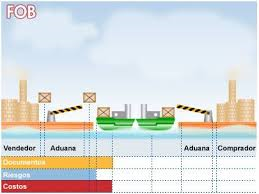 FOB
Vendedor Aduana Aduana Comprador
Documentos
Riesgos
Costos